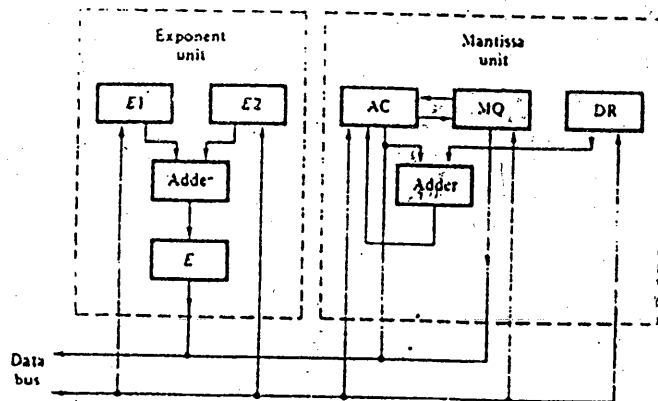 Exponent
unit
Mantissa
unit
E1
E2
AC
MQ
DR
Adder
Adder
E
Data
bus